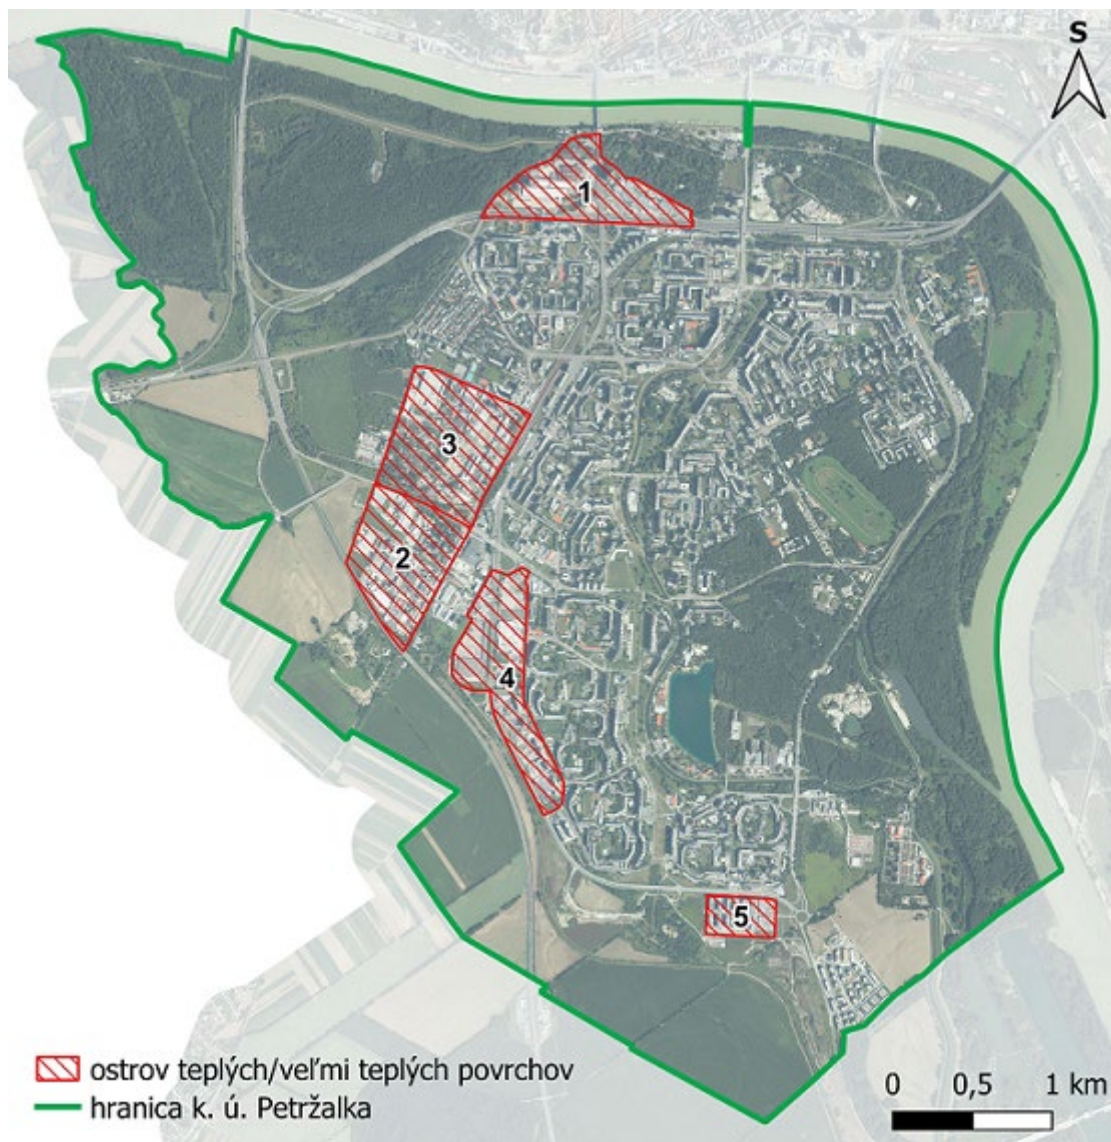 S
1
3
2
4
5
ostrov teplých/veľmi teplých povrchov
hranica k. ú. Petržalka
0 0,5 1 km